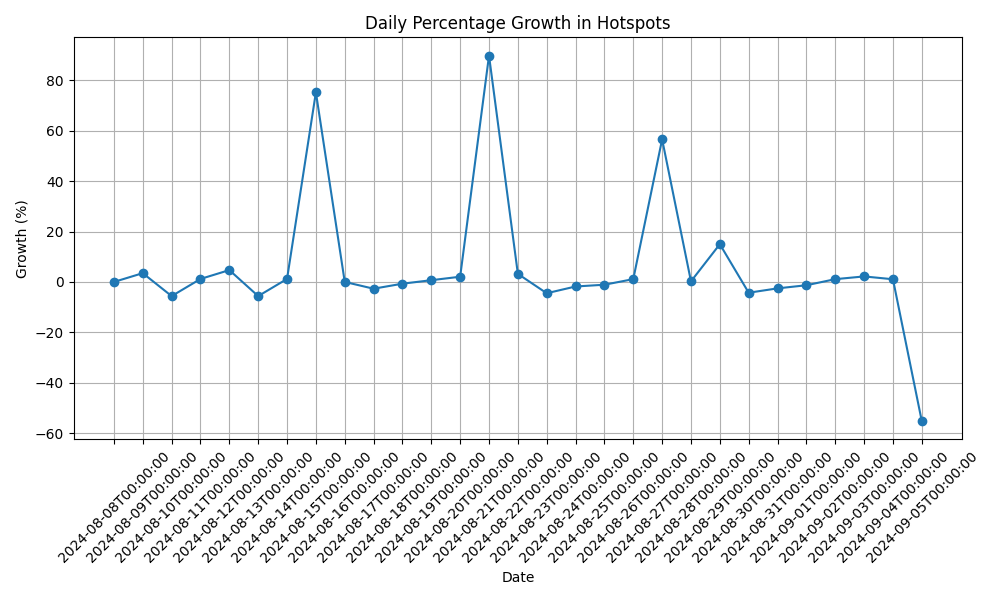 Daily Percentage Growth in Hotspots
Growth (%)
80
60
40
20
0
−20
−40
−60
2024-08-08T00:00:00
2024-08-09T00:00:00
2024-08-10T00:00:00
2024-08-11T00:00:00
2024-08-12T00:00:00
2024-08-13T00:00:00
2024-08-14T00:00:00
2024-08-15T00:00:00
2024-08-16T00:00:00
2024-08-17T00:00:00
2024-08-18T00:00:00
2024-08-19T00:00:00
2024-08-20T00:00:00
2024-08-21T00:00:00
2024-08-22T00:00:00
2024-08-23T00:00:00
2024-08-24T00:00:00
2024-08-25T00:00:00
2024-08-26T00:00:00
2024-08-27T00:00:00
2024-08-28T00:00:00
2024-08-29T00:00:00
2024-08-30T00:00:00
2024-08-31T00:00:00
2024-09-01T00:00:00
2024-09-02T00:00:00
2024-09-03T00:00:00
2024-09-04T00:00:00
2024-09-05T00:00:00
Date